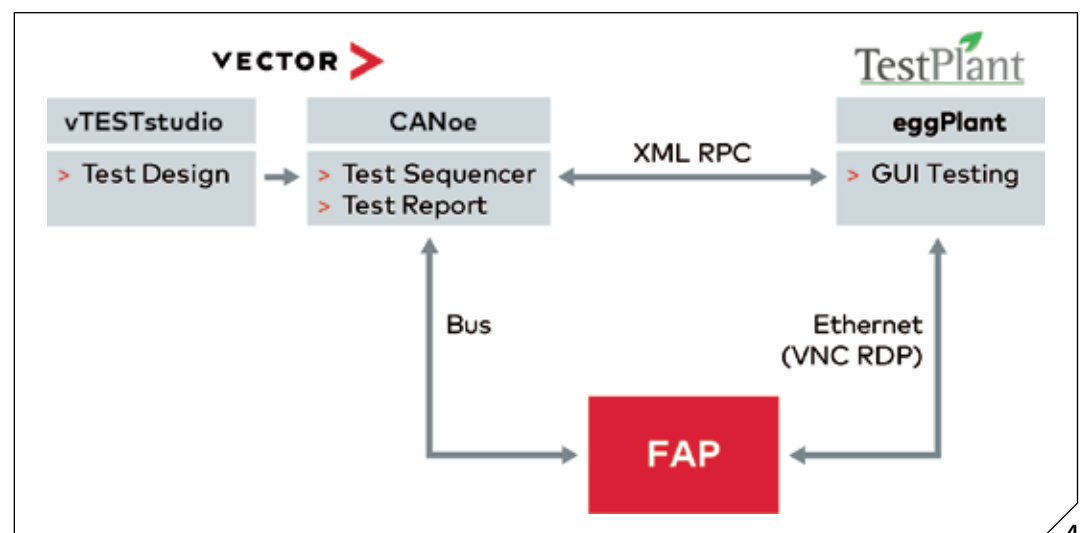 VECTOR
TestPlant
vTESTstudio
> Test Design
CANoe
> Test Sequencer
> Test Report
XML RPC
eggPlant
> GUI Testing
Bus
Ethernet
(VNC RDP)
FAP